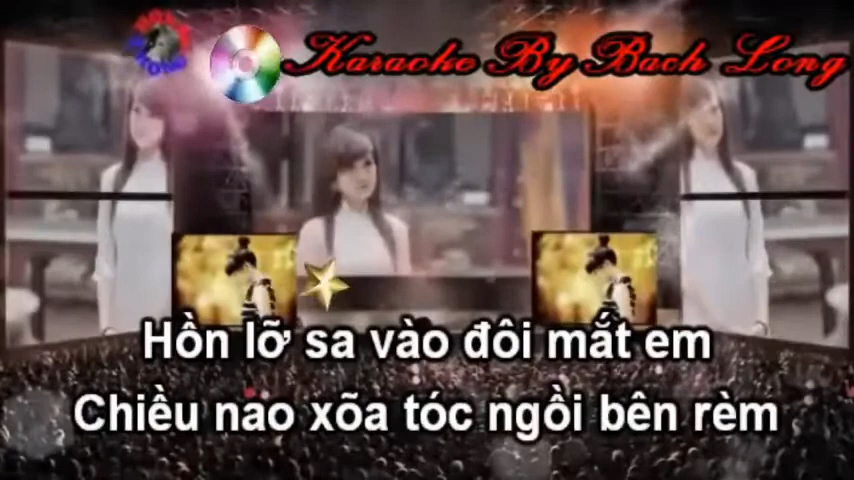 Karaoke By Bach Long
Hồn lỡ sa vào đôi mắt em
Chiều nao xõa tóc ngồi bên rèm